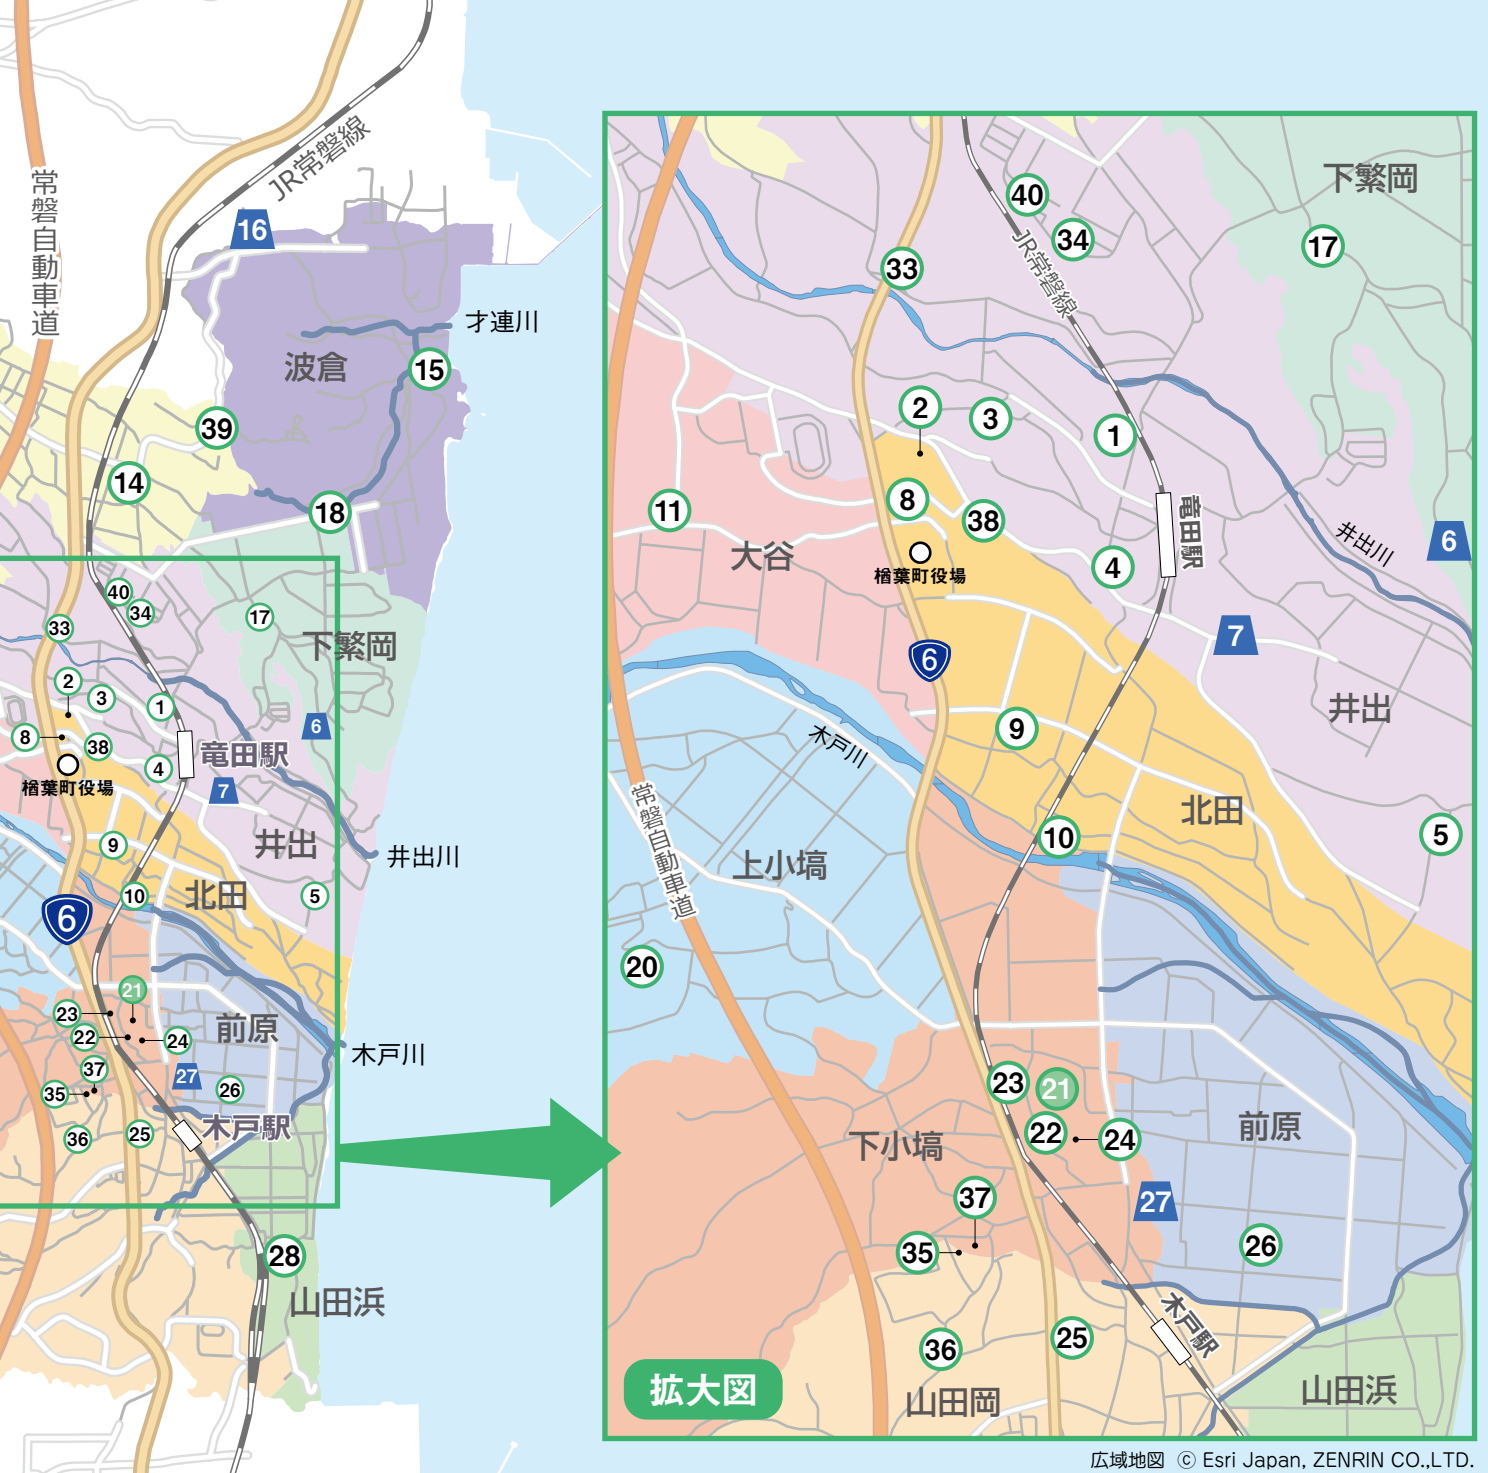 常磐自動車道
JR常磐線
16
才連川
波倉
15
39
14
18
40
34
17
33
下繁岡
2
3
1
6
8
38
竜田駅
4
楢葉町役場
7
9
井出
井出川
10
北田
5
6
21
23
前原
22
24
木戸川
37
27
35
26
木戸駅
36
25
28
山田浜
下繁岡
40
17
34
JR常磐線
33
2
3
1
8
11
38
竜田駅
井出川
6
大谷
楢葉町役場
4
7
6
井出
9
木戸川
常磐自動車道
北田
10
5
上小塙
20
23
21
22
24
前原
下小塙
37
27
35
26
木戸駅
25
36
拡大図
山田岡
山田浜
広域地図 © Esri Japan, ZENRIN CO.,LTD.